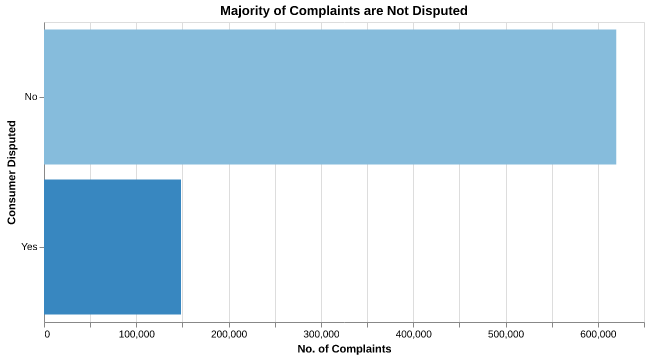 Majority of Complaints are Not Disputed
Consumer Disputed
No
Yes
0 100,000 200,000 300,000 400,000 500,000 600,000
No. of Complaints